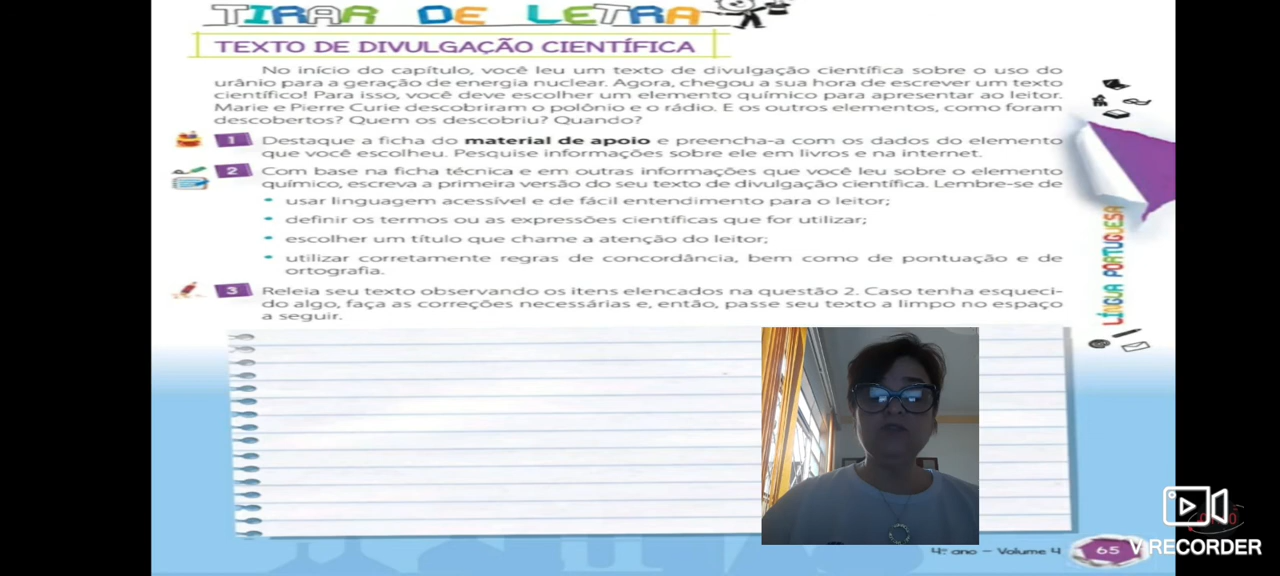 TIRAR DE LETRA
TEXTO DE DIVULGAÇÃO CIENTÍFICA
No início do capítulo, você leu um texto de divulgação científica sobre o uso do
urânio para a geração de energia nuclear. Agora, chegou a sua hora de escrever um texto
científico! Para isso, você deve escolher um elemento químico para apresentar ao leitor.
Marie e Pierre Curie descobriram o polônio e o rádio. E os outros elementos, como foram
descobertos? Quem os descobriu? Quando?
1 Destaque a ficha do material de apoio e preencha-a com os dados do elemento
que você escolheu. Pesquise informações sobre ele em livros e na internet.
2 Com base na ficha técnica e em outras informações que você leu sobre o elemento
químico, escreva a primeira versão do seu texto de divulgação científica. Lembre-se de
• usar linguagem acessível e de fácil entendimento para o leitor;
• definir os termos ou as expressões científicas que for utilizar;
• escolher um título que chame a atenção do leitor;
• utilizar corretamente regras de concordância, bem como de pontuação e de
ortografia.
3 Releia seu texto observando os itens elencados na questão 2. Caso tenha esqueci-
do algo, faça as correções necessárias e, então, passe seu texto a limpo no espaço
a seguir.
LÍNGUA PORTUGUESA
4º. ano – Volume 4 65
V RECORDER